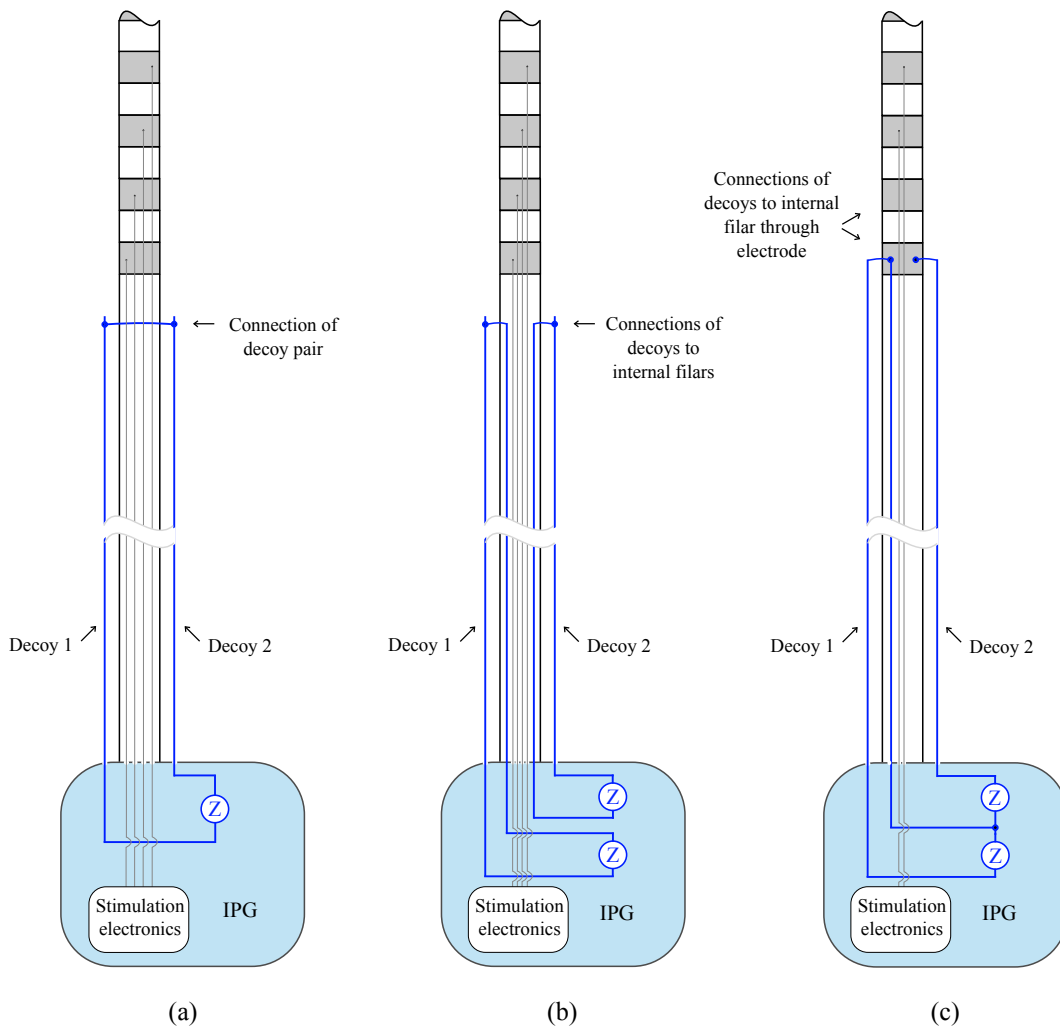 Connection of
decoy pair
Decoy 1
Decoy 2
Z
Stimulation
electronics
IPG
(a)
Connections of
decoys to
internal filars
Decoy 1
Decoy 2
Z
Z
Stimulation
electronics
IPG
(b)
Connections of
decoys to internal
filar through
electrode
Decoy 1
Decoy 2
Z
Z
Stimulation
electronics
IPG
(c)